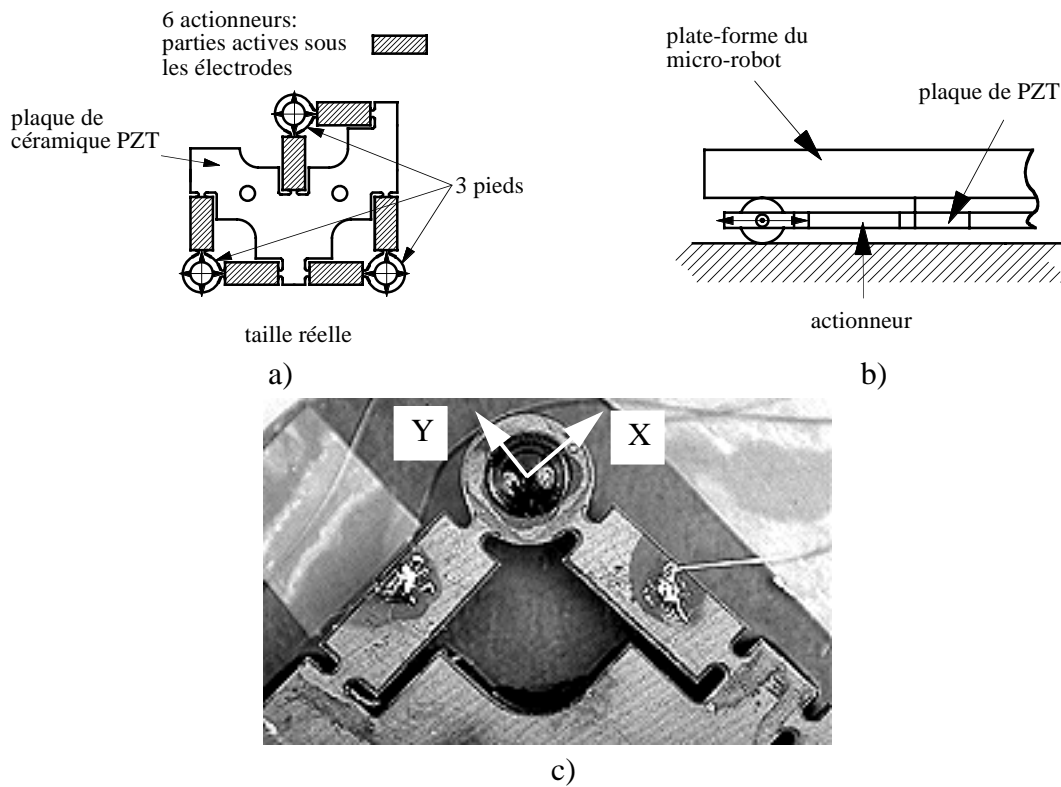 6 actionneurs:
parties actives sous
les électrodes
plaque de
céramique PZT
3 pieds
taille réelle
a)
plate-forme du
micro-robot
plaque de PZT
actionneur
b)
Y
X
c)